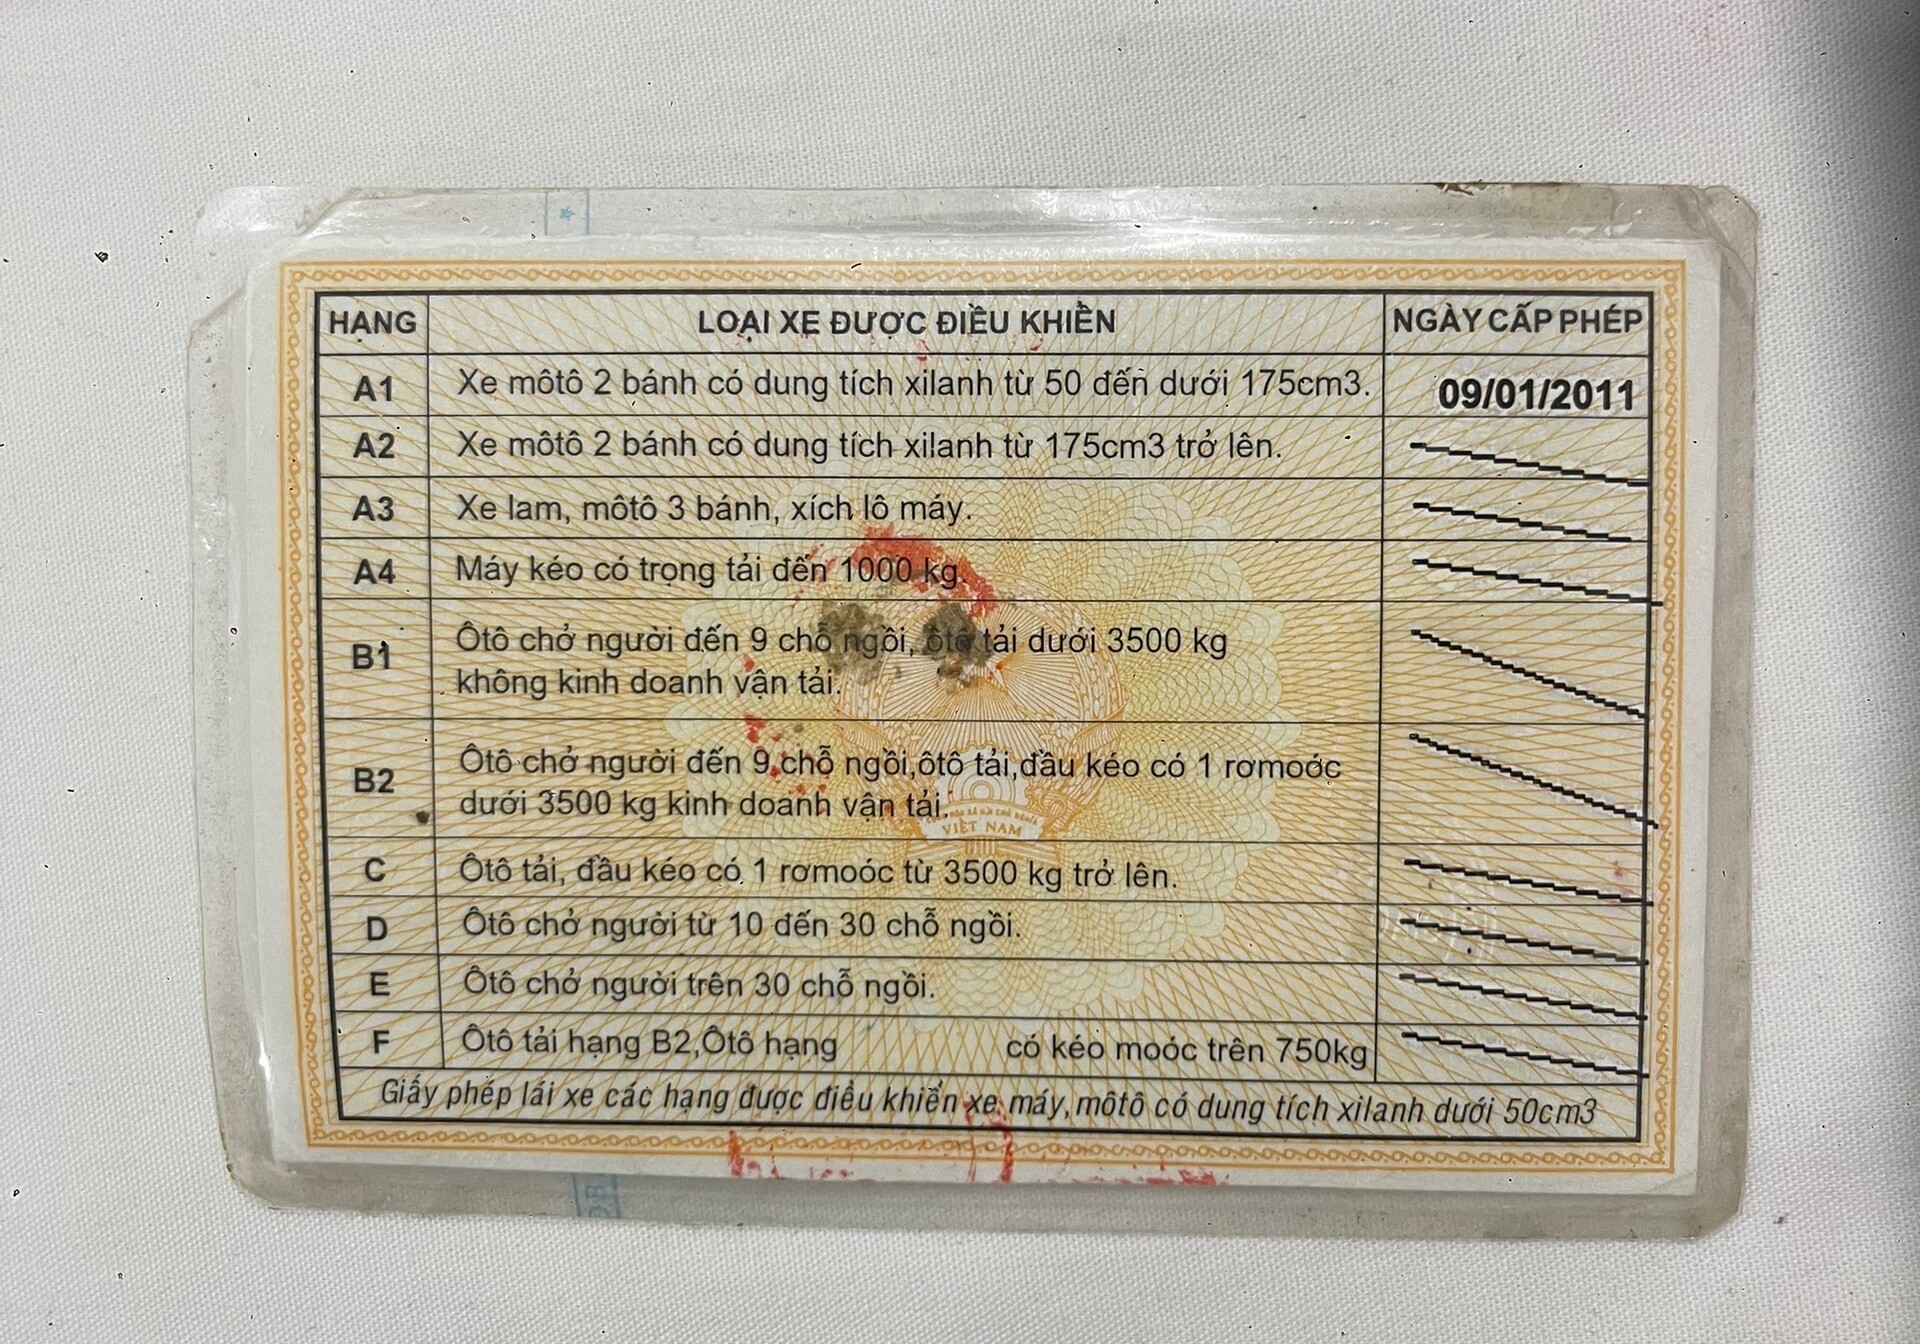 HẠNG LOẠI XE ĐƯỢC ĐIỀU KHIỂN NGÀY CẤP PHÉP
A1 Xe môtô 2 bánh có dung tích xilanh từ 50 đến dưới 175cm3. 09/01/2011
A2 Xe môtô 2 bánh có dung tích xilanh từ 175cm3 trở lên.
A3 Xe lam, môtô 3 bánh, xích lô máy.
A4 Máy kéo có trọng tải đến 1000 kg.
B1 Ôtô chở người đến 9 chỗ ngồi, ôtô tải dưới 3500 kg
không kinh doanh vận tải.
B2 Ôtô chở người đến 9 chỗ ngồi,ôtô tải,đầu kéo có 1 rơmoóc
dưới 3500 kg kinh doanh vận tải.
VIỆT NAM
C Ôtô tải, đầu kéo có 1 rơmoóc từ 3500 kg trở lên.
D Ôtô chở người từ 10 đến 30 chỗ ngồi.
E Ôtô chở người trên 30 chỗ ngồi.
F Ôtô tải hạng B2,Ôtô hạng có kéo moóc trên 750kg
Giấy phép lái xe các hạng được điều khiển xe máy,môtô có dung tích xilanh dưới 50cm3